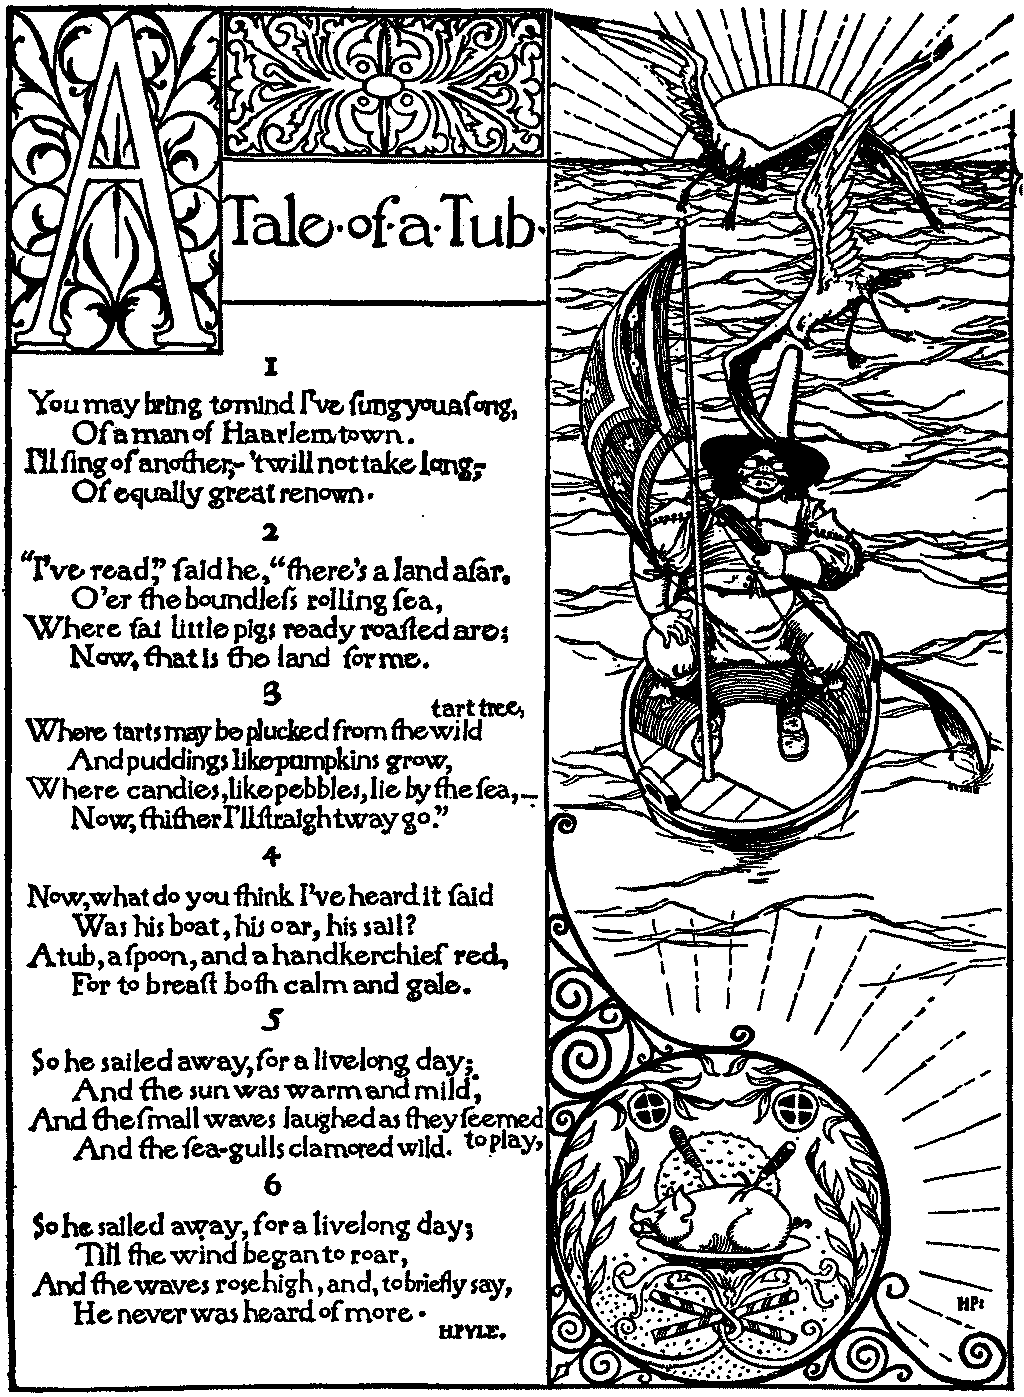 A Tale·of·a·Tub·
1
You may bring to mind I've ſung you a ſong,
Of a man of Haarlem town.
I'll ſing of another,- 'twill not take long,-
Of equally great renown.
2
"I've read," ſaid he, "there's a land afar,
O'er the boundleſs rolling ſea,
Where fat little pigs ready roaſted are;
Now, that is the land for me.
3
Where tarts may be plucked from the wild tart tree,
And puddings like pumpkins grow,
Where candies, like pebbles, lie by the ſea,-
Now, thither I'll ſtraightway go."
4
Now, what do you think I've heard it ſaid
Was his boat, his oar, his sail?
A tub, a ſpoon, and a handkerchief red,
For to breaſt both calm and gale.
5
So he sailed away, for a livelong day;
And the sun was warm and mild,
And the ſmall waves laughed as they ſeemed to play,
And the ſea-gulls clamored wild.
6
So he sailed away, for a livelong day;
Till the wind began to roar,
And the waves rose high, and, to briefly say,
He never was heard of more.
H.PYLE.
HP: